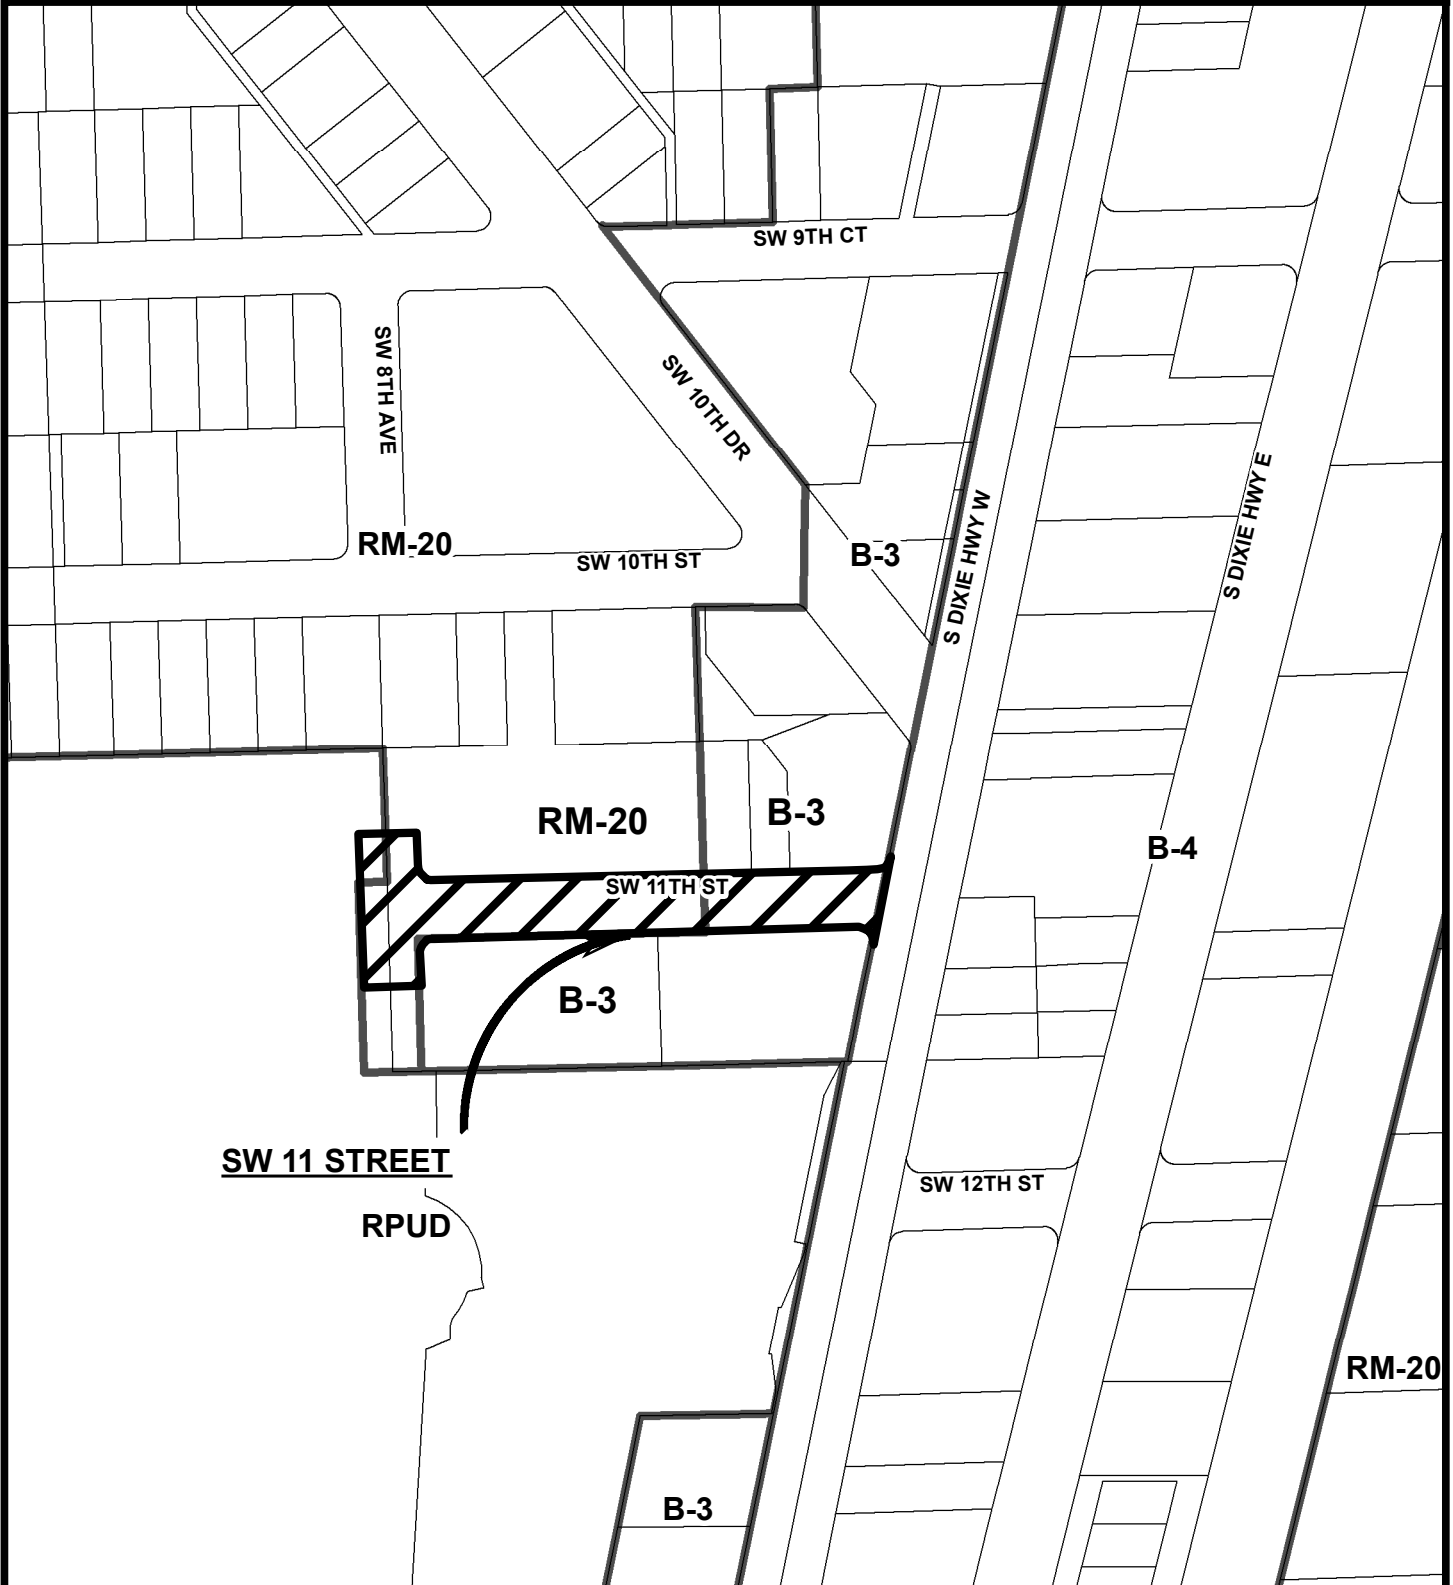 SW 9TH CT
SW 8TH AVE
SW 10TH DR
S DIXIE HWY E
S DIXIE HWY W
RM-20
SW 10TH ST
B-3
RM-20
B-3
B-4
SW 11TH ST
B-3
SW 11 STREET
SW 12TH ST
RPUD
RM-20
B-3